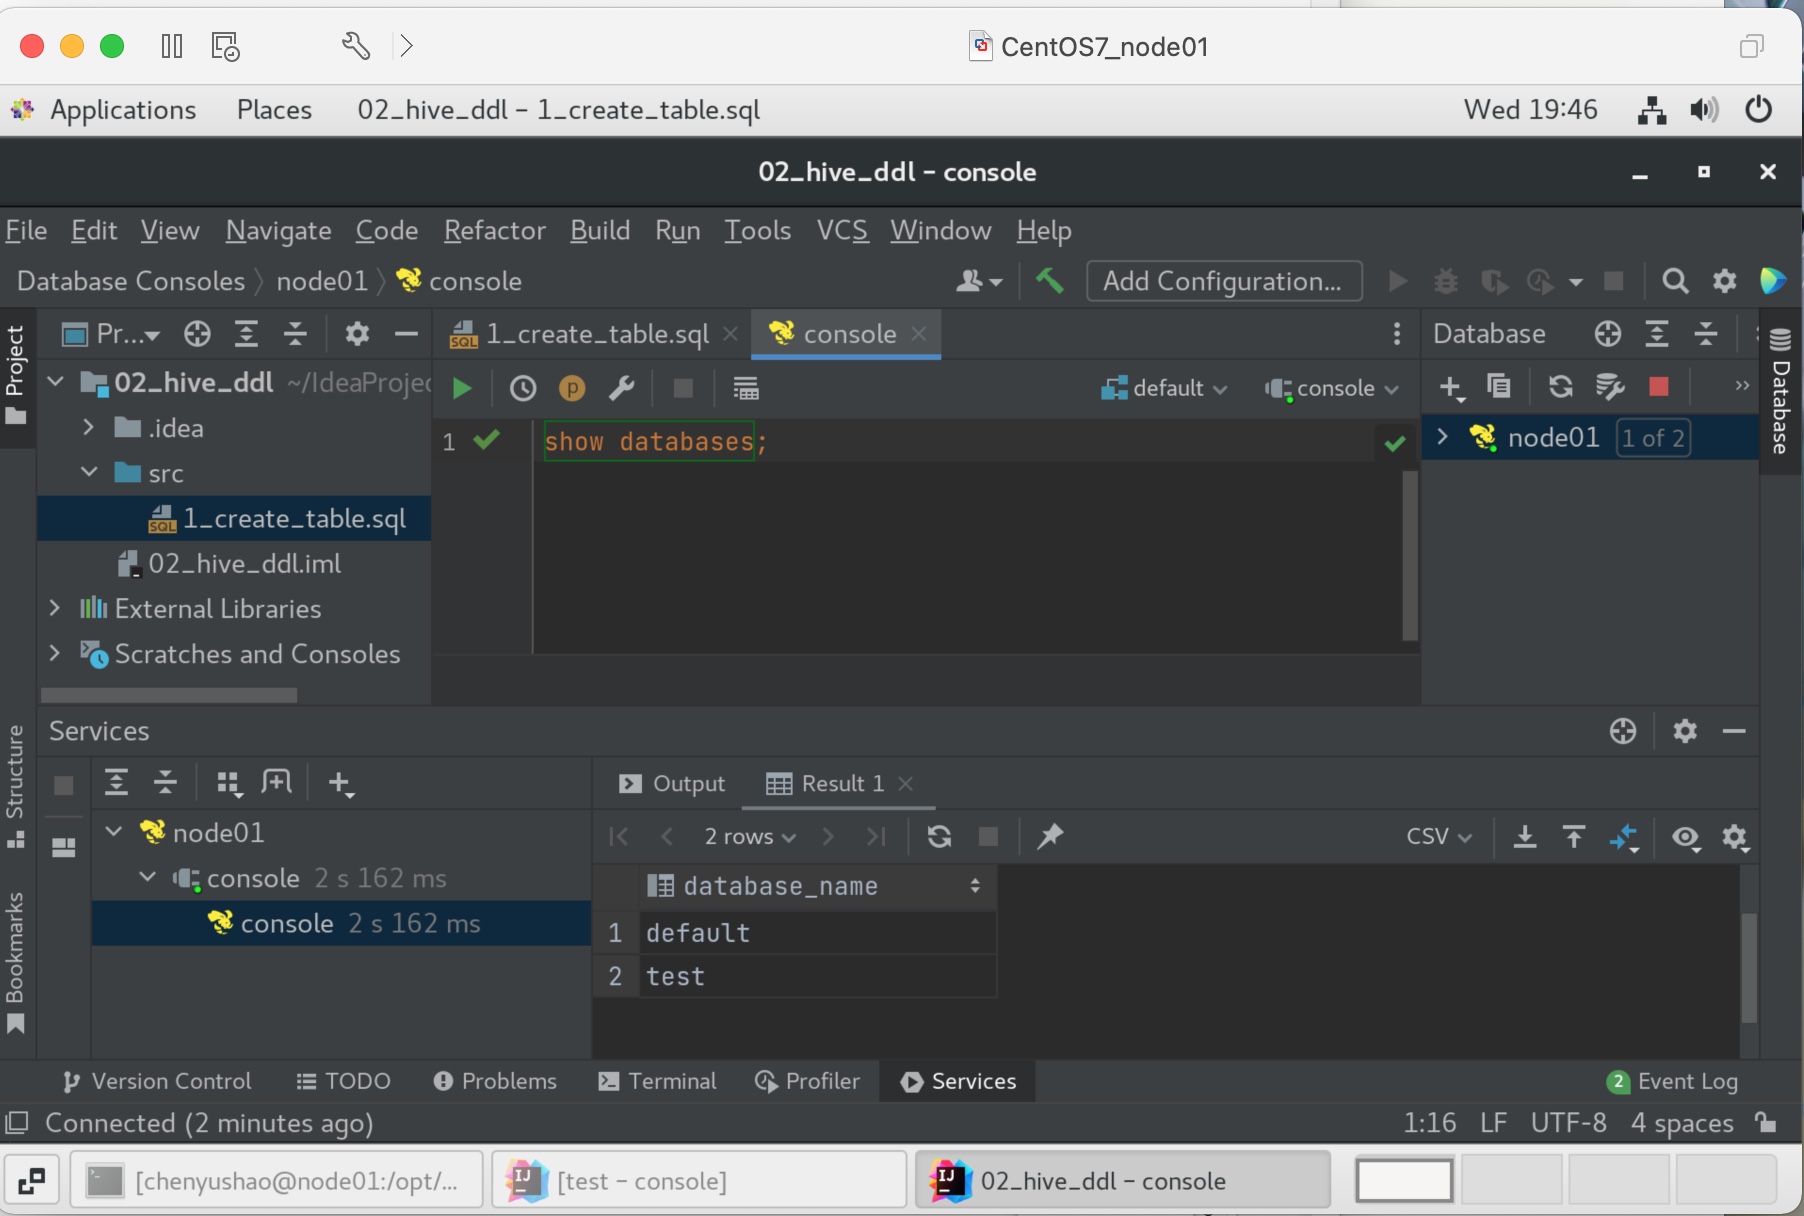 CentOS7_node01
Applications Places 02_hive_ddl – 1_create_table.sql Wed 19:46
02_hive_ddl – console
File Edit View Navigate Code Refactor Build Run Tools VCS Window Help
Database Consoles node01 console Add Configuration...
Project
Pr...
1_create_table.sql
console
Database
Database
02_hive_ddl ~/IdeaProjec
.idea
src
1_create_table.sql
02_hive_ddl.iml
External Libraries
Scratches and Consoles
p
default
console
1 show databases;
node01 1 of 2
Services
Structure
Bookmarks
node01
console 2 s 162 ms
console 2 s 162 ms
Output Result 1
2 rows CSV
database_name
1 default
2 test
Version Control TODO Problems Terminal Profiler Services 2 Event Log
Connected (2 minutes ago) 1:16 LF UTF-8 4 spaces
[chenyushao@node01:/opt/... [test – console] 02_hive_ddl – console